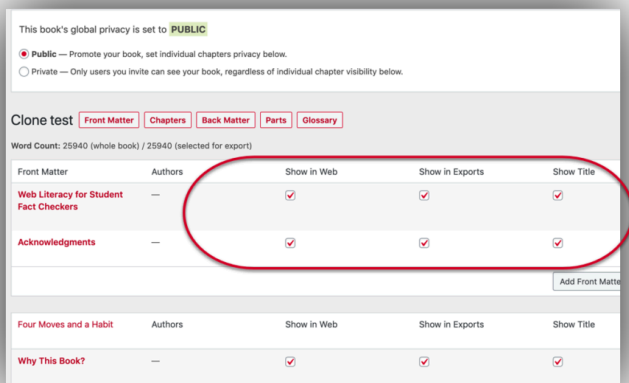 This book's global privacy is set to PUBLIC
Public — Promote your book, set individual chapters privacy below.
Private — Only users you invite can see your book, regardless of individual chapter visibility below.
Clone test Front Matter Chapters Back Matter Parts Glossary
Word Count: 25940 (whole book) / 25940 (selected for export)
Front Matter Authors Show in Web Show in Exports Show Title
Web Literacy for Student — 
Fact Checkers
Acknowledgments —
Add Front Matte
Four Moves and a Habit Authors Show in Web Show in Exports Show Title
Why This Book? —